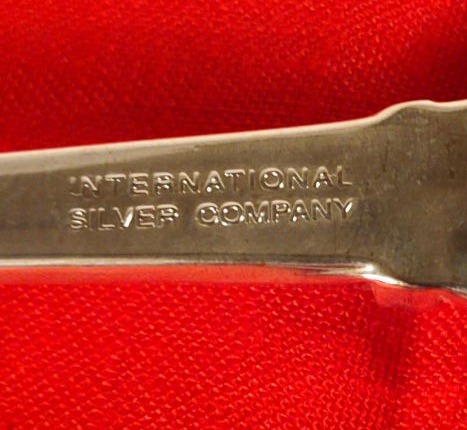 INTERNATIONAL
SILVER COMPANY